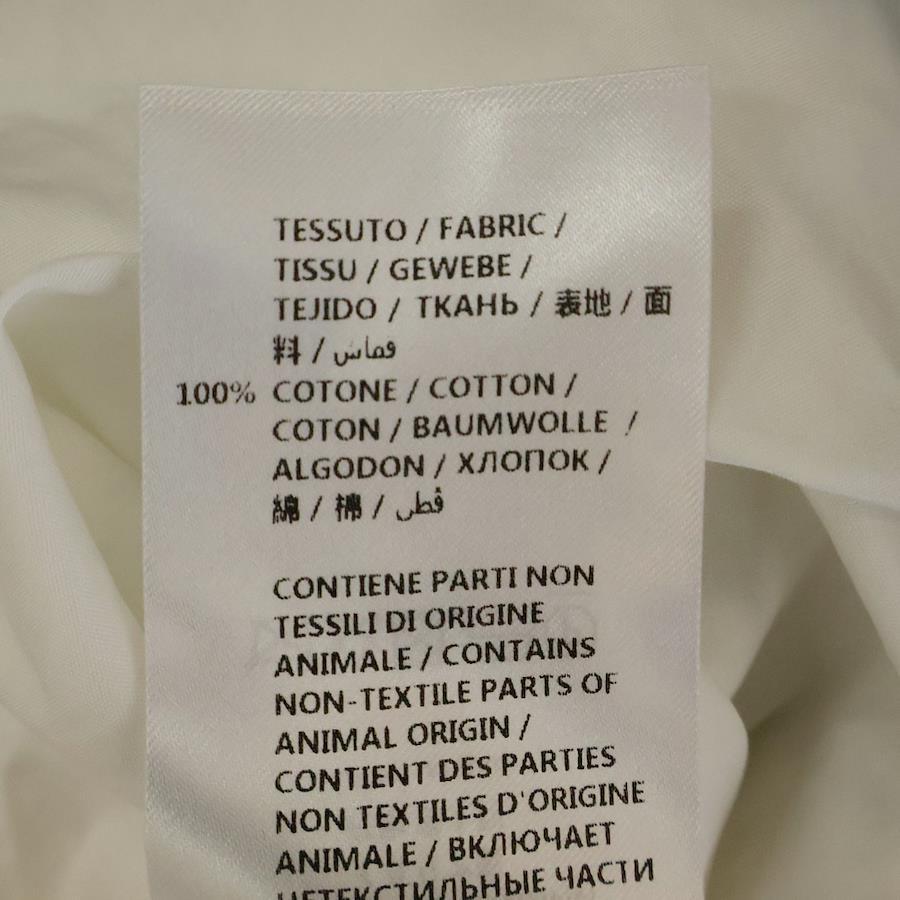 TESSUTO / FABRIC /
TISSU / GEWEBE /
TEJIDO / ТКАНЬ / 表地 / 面
料 / قماش
100% COTONE / COTTON /
COTON / BAUMWOLLE /
ALGODON / ХЛОПОК /
綿 / 棉 / قطن
CONTIENE PARTI NON
TESSILI DI ORIGINE
ANIMALE / CONTAINS
NON-TEXTILE PARTS OF
ANIMAL ORIGIN /
CONTIENT DES PARTIES
NON TEXTILES D'ORIGINE
ANIMALE / ВКЛЮЧАЕТ
НЕТЕКСТИЛЬНЫЕ ЧАСТИ